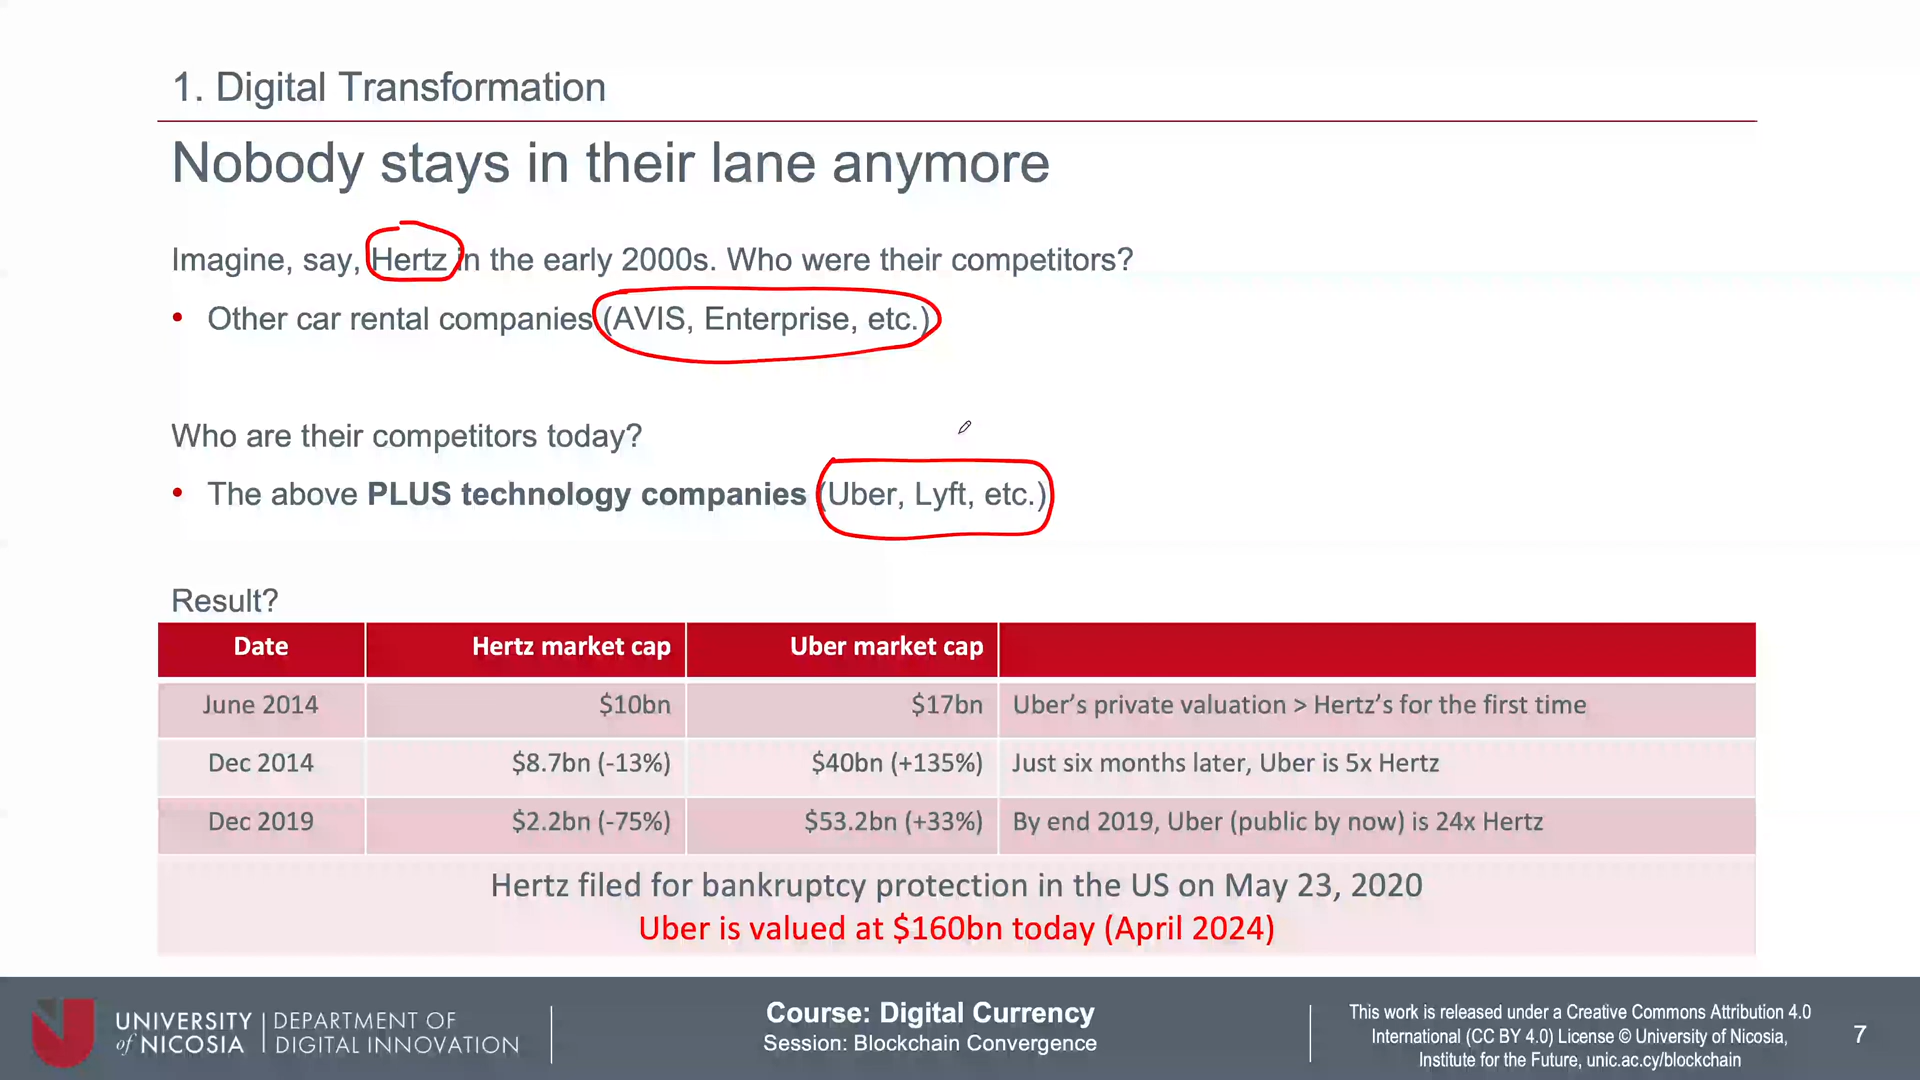 1. Digital Transformation
Nobody stays in their lane anymore
Imagine, say, Hertz in the early 2000s. Who were their competitors?
• Other car rental companies (AVIS, Enterprise, etc.)
Who are their competitors today?
• The above PLUS technology companies (Uber, Lyft, etc.)
Result?
Date Hertz market cap Uber market cap
June 2014 $10bn $17bn Uber’s private valuation > Hertz’s for the first time
Dec 2014 $8.7bn (-13%) $40bn (+135%) Just six months later, Uber is 5x Hertz
Dec 2019 $2.2bn (-75%) $53.2bn (+33%) By end 2019, Uber (public by now) is 24x Hertz
Hertz filed for bankruptcy protection in the US on May 23, 2020
Uber is valued at $160bn today (April 2024)
UNIVERSITY of NICOSIA
DEPARTMENT OF DIGITAL INNOVATION
Course: Digital Currency
Session: Blockchain Convergence
This work is released under a Creative Commons Attribution 4.0
International (CC BY 4.0) License © University of Nicosia,
Institute for the Future, unic.ac.cy/blockchain
7